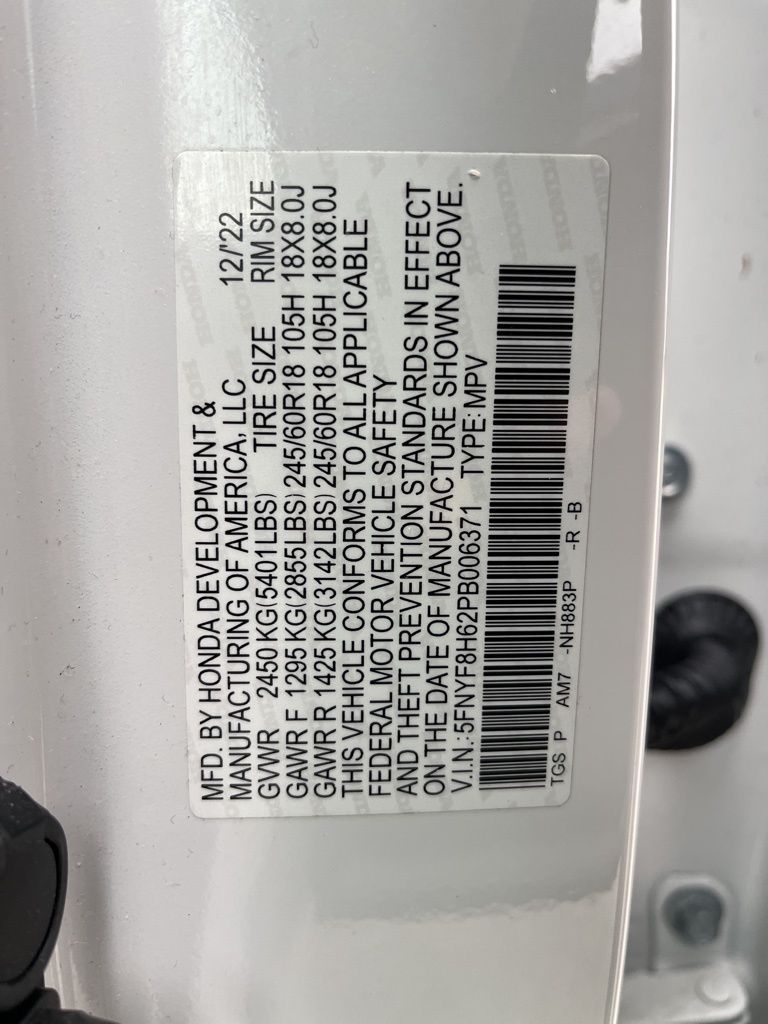 MFD. BY HONDA DEVELOPMENT &
MANUFACTURING OF AMERICA, LLC 12/'22
GVWR 2450 KG(5401LBS) TIRE SIZE RIM SIZE
GAWR F 1295 KG(2855LBS) 245/60R18 105H 18X8.0J
GAWR R 1425 KG(3142LBS) 245/60R18 105H 18X8.0J
THIS VEHICLE CONFORMS TO ALL APPLICABLE
FEDERAL MOTOR VEHICLE SAFETY
AND THEFT PREVENTION STANDARDS IN EFFECT
ON THE DATE OF MANUFACTURE SHOWN ABOVE.
V.I.N.:5FNYF8H62PB006371 TYPE: MPV
TGS P AM7 -NH883P -R -B